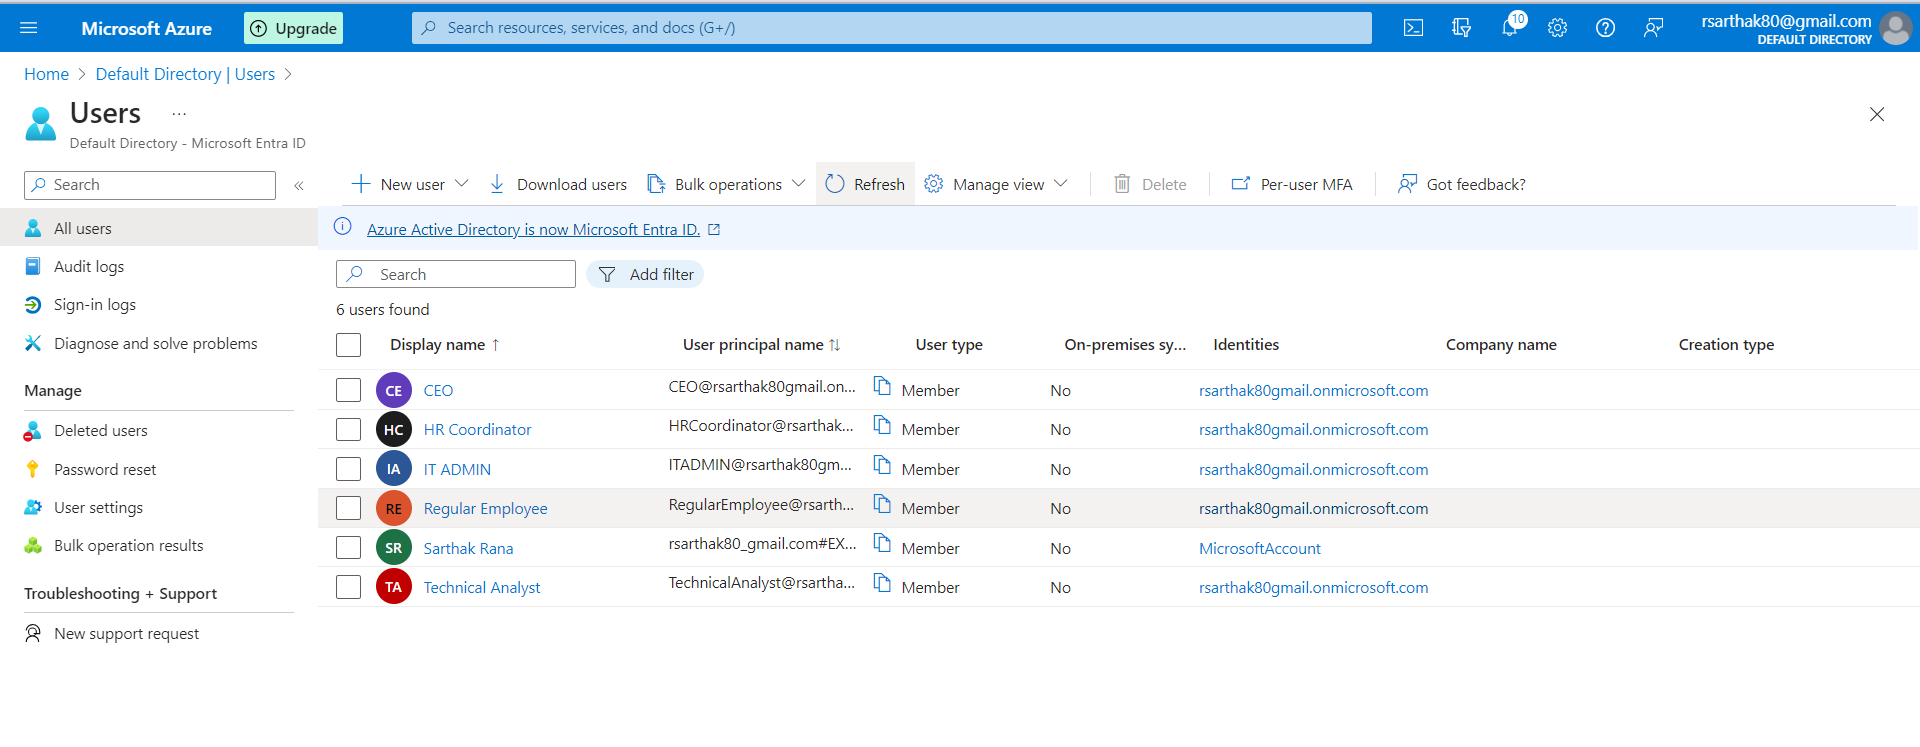 Microsoft Azure
Upgrade
Search resources, services, and docs (G+/)
10
rsarthak80@gmail.com
DEFAULT DIRECTORY
Home > Default Directory | Users >
Users ...
Default Directory - Microsoft Entra ID
Search «
New user
Download users
Bulk operations
Refresh
Manage view
Delete
Per-user MFA
Got feedback?
All users
Audit logs
Sign-in logs
Diagnose and solve problems
Manage
Deleted users
Password reset
User settings
Bulk operation results
Troubleshooting + Support
New support request
Azure Active Directory is now Microsoft Entra ID.
Search
Add filter
6 users found
Display name ↑ User principal name ↑↓ User type On-premises sy... Identities Company name Creation type
CE CEO CEO@rsarthak80gmail.on... Member No rsarthak80gmail.onmicrosoft.com
HC HR Coordinator HRCoordinator@rsarthak... Member No rsarthak80gmail.onmicrosoft.com
IA IT ADMIN ITADMIN@rsarthak80gm... Member No rsarthak80gmail.onmicrosoft.com
RE Regular Employee RegularEmployee@rsarth... Member No rsarthak80gmail.onmicrosoft.com
SR Sarthak Rana rsarthak80_gmail.com#EX... Member No MicrosoftAccount
TA Technical Analyst TechnicalAnalyst@rsartha... Member No rsarthak80gmail.onmicrosoft.com